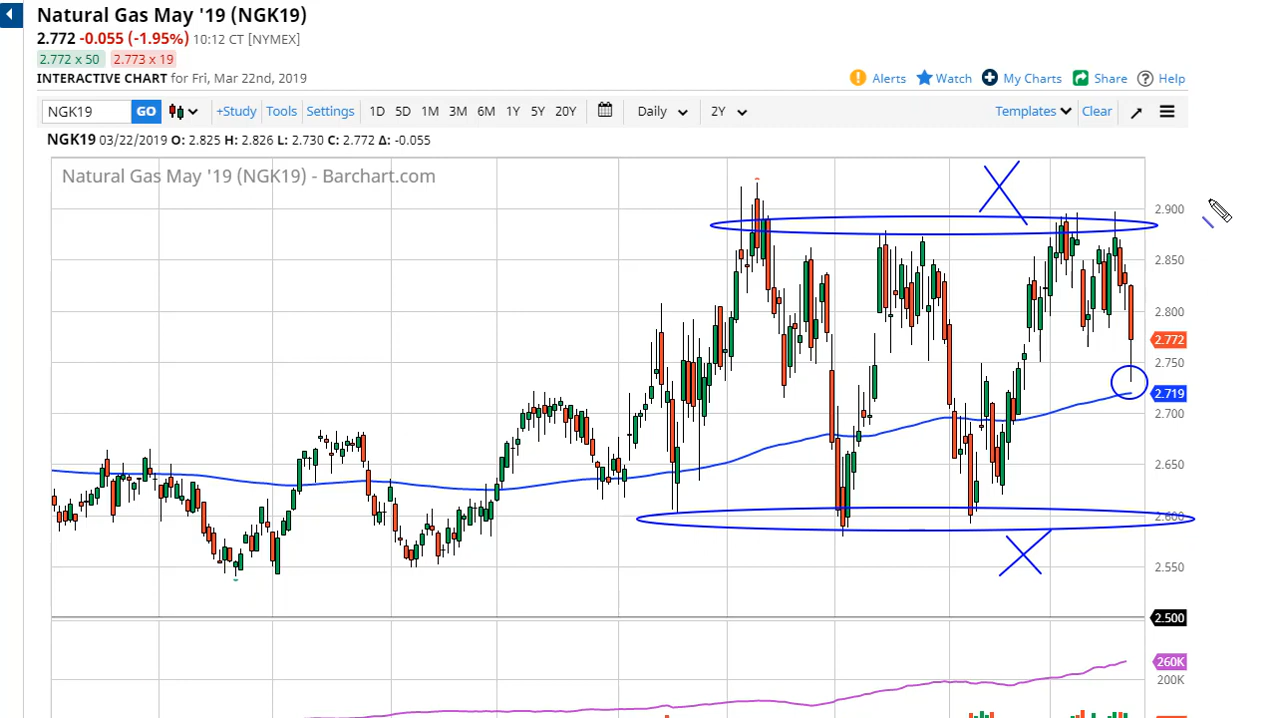 Natural Gas May '19 (NGK19)
2.772 -0.055 (-1.95%) 10:12 CT [NYMEX]
2.772 x 50 2.773 x 19
INTERACTIVE CHART for Fri, Mar 22nd, 2019
Alerts Watch My Charts Share Help
NGK19 GO +Study Tools Settings 1D 5D 1M 3M 6M 1Y 5Y 20Y Daily 2Y Templates Clear
NGK19 03/22/2019 O: 2.825 H: 2.826 L: 2.730 C: 2.772 Δ: -0.055
Natural Gas May '19 (NGK19) - Barchart.com
2.900
2.850
2.800
2.772
2.750
2.719
2.700
2.650
2.600
2.550
2.500
260K
200K